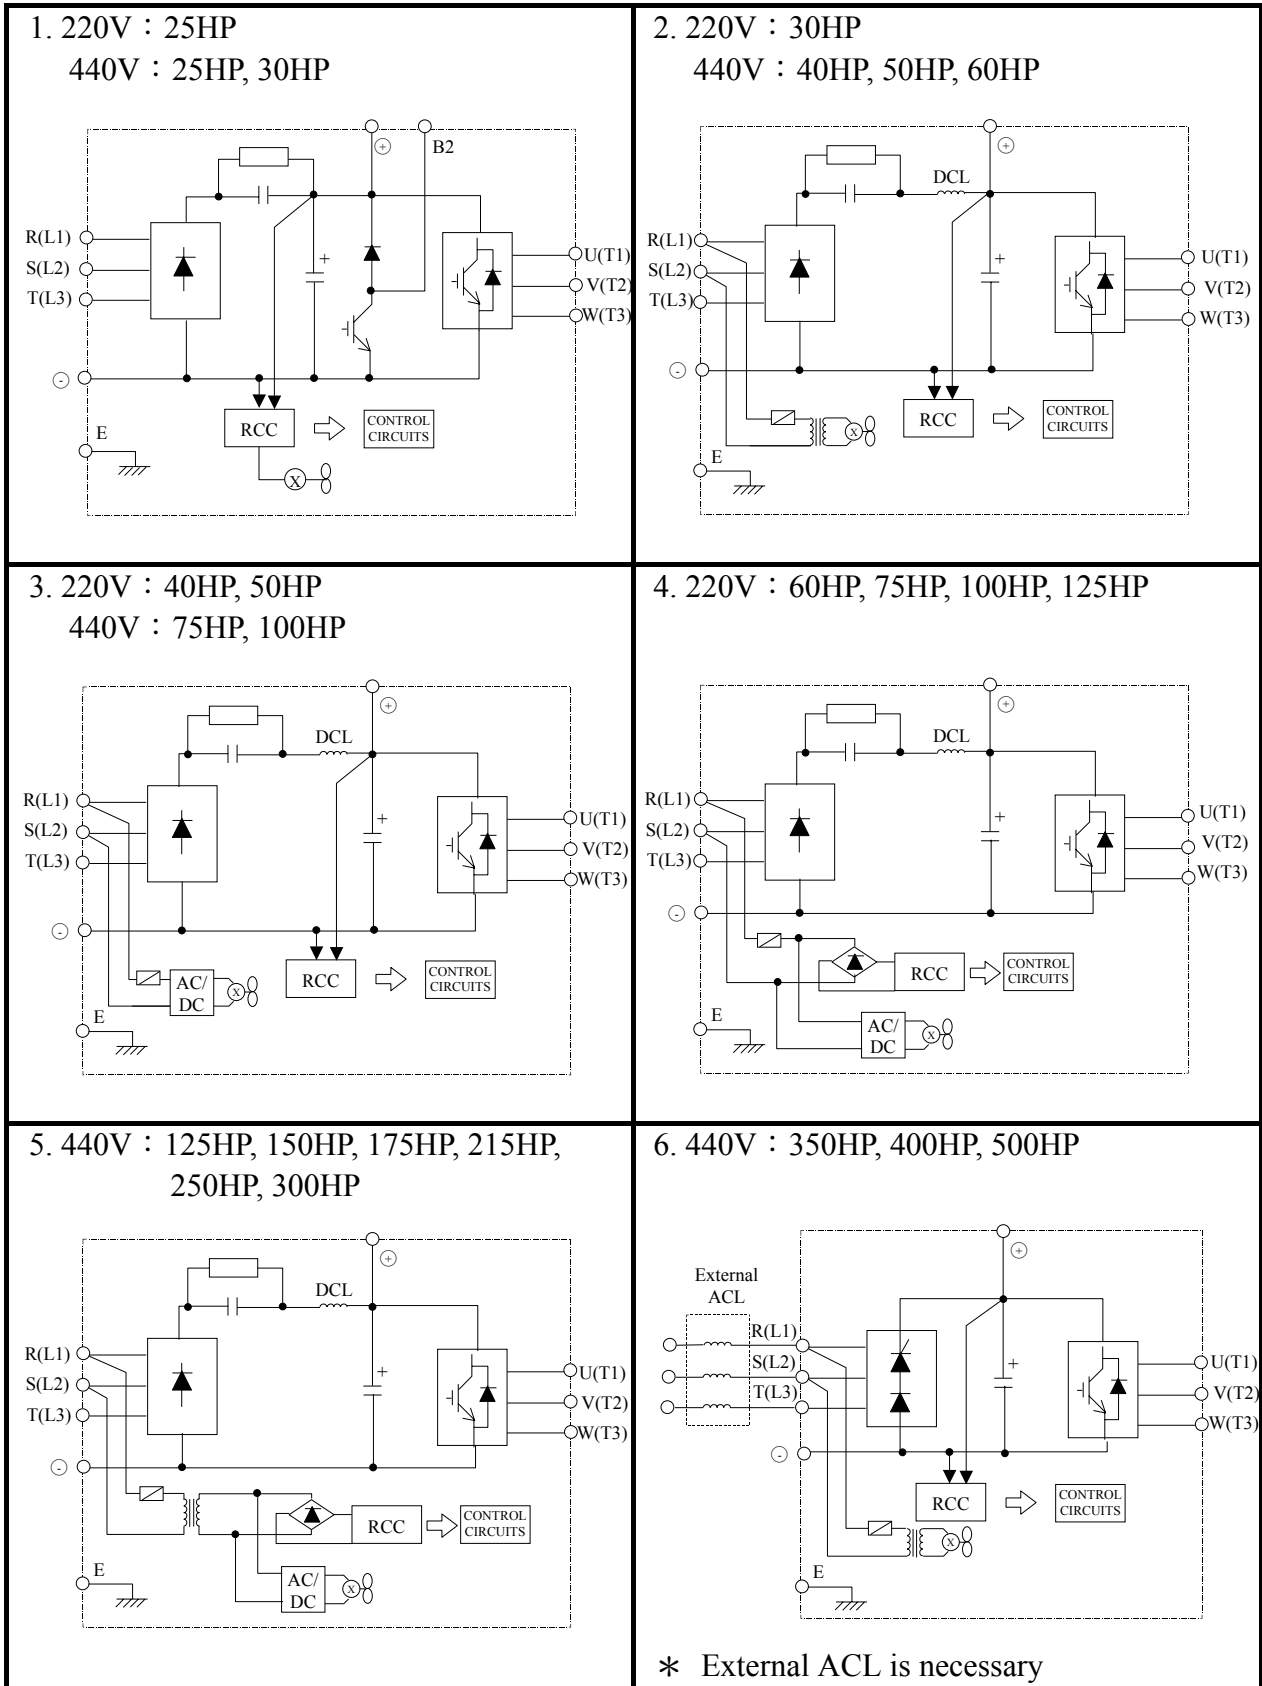 1. 220V：25HP
440V：25HP, 30HP
+
B2
R(L1)
S(L2)
T(L3)
+
U(T1)
V(T2)
W(T3)
-
RCC
CONTROL
CIRCUITS
E
X
2. 220V：30HP
440V：40HP, 50HP, 60HP
+
DCL
R(L1)
S(L2)
T(L3)
+
U(T1)
V(T2)
W(T3)
-
RCC
CONTROL
CIRCUITS
X
E
3. 220V：40HP, 50HP
440V：75HP, 100HP
+
DCL
R(L1)
S(L2)
T(L3)
+
U(T1)
V(T2)
W(T3)
-
AC/
DC
X
RCC
CONTROL
CIRCUITS
E
4. 220V：60HP, 75HP, 100HP, 125HP
+
DCL
R(L1)
S(L2)
T(L3)
+
U(T1)
V(T2)
W(T3)
-
RCC
CONTROL
CIRCUITS
E
AC/
DC
X
5. 440V：125HP, 150HP, 175HP, 215HP,
250HP, 300HP
+
DCL
R(L1)
S(L2)
T(L3)
+
U(T1)
V(T2)
W(T3)
-
RCC
CONTROL
CIRCUITS
E
AC/
DC
X
6. 440V：350HP, 400HP, 500HP
+
External
ACL
R(L1)
S(L2)
T(L3)
+
U(T1)
V(T2)
W(T3)
-
RCC
CONTROL
CIRCUITS
X
E
＊ External ACL is necessary